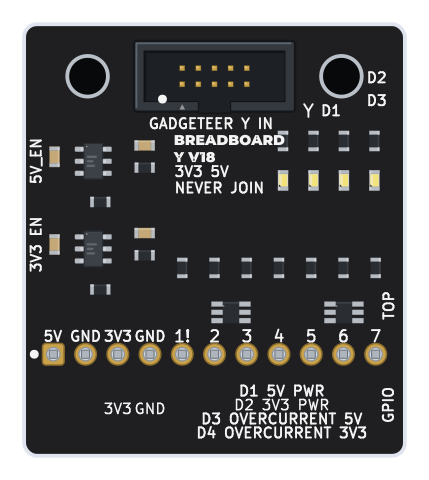 D2
D3
Y D1
GADGETEER Y IN
BREADBOARD
Y V18
3V3 5V
NEVER JOIN
5V_EN
3V3 EN
TOP
5V GND 3V3 GND 1! 2 3 4 5 6 7
GPIO
3V3 GND
D1 5V PWR
D2 3V3 PWR
D3 OVERCURRENT 5V
D4 OVERCURRENT 3V3